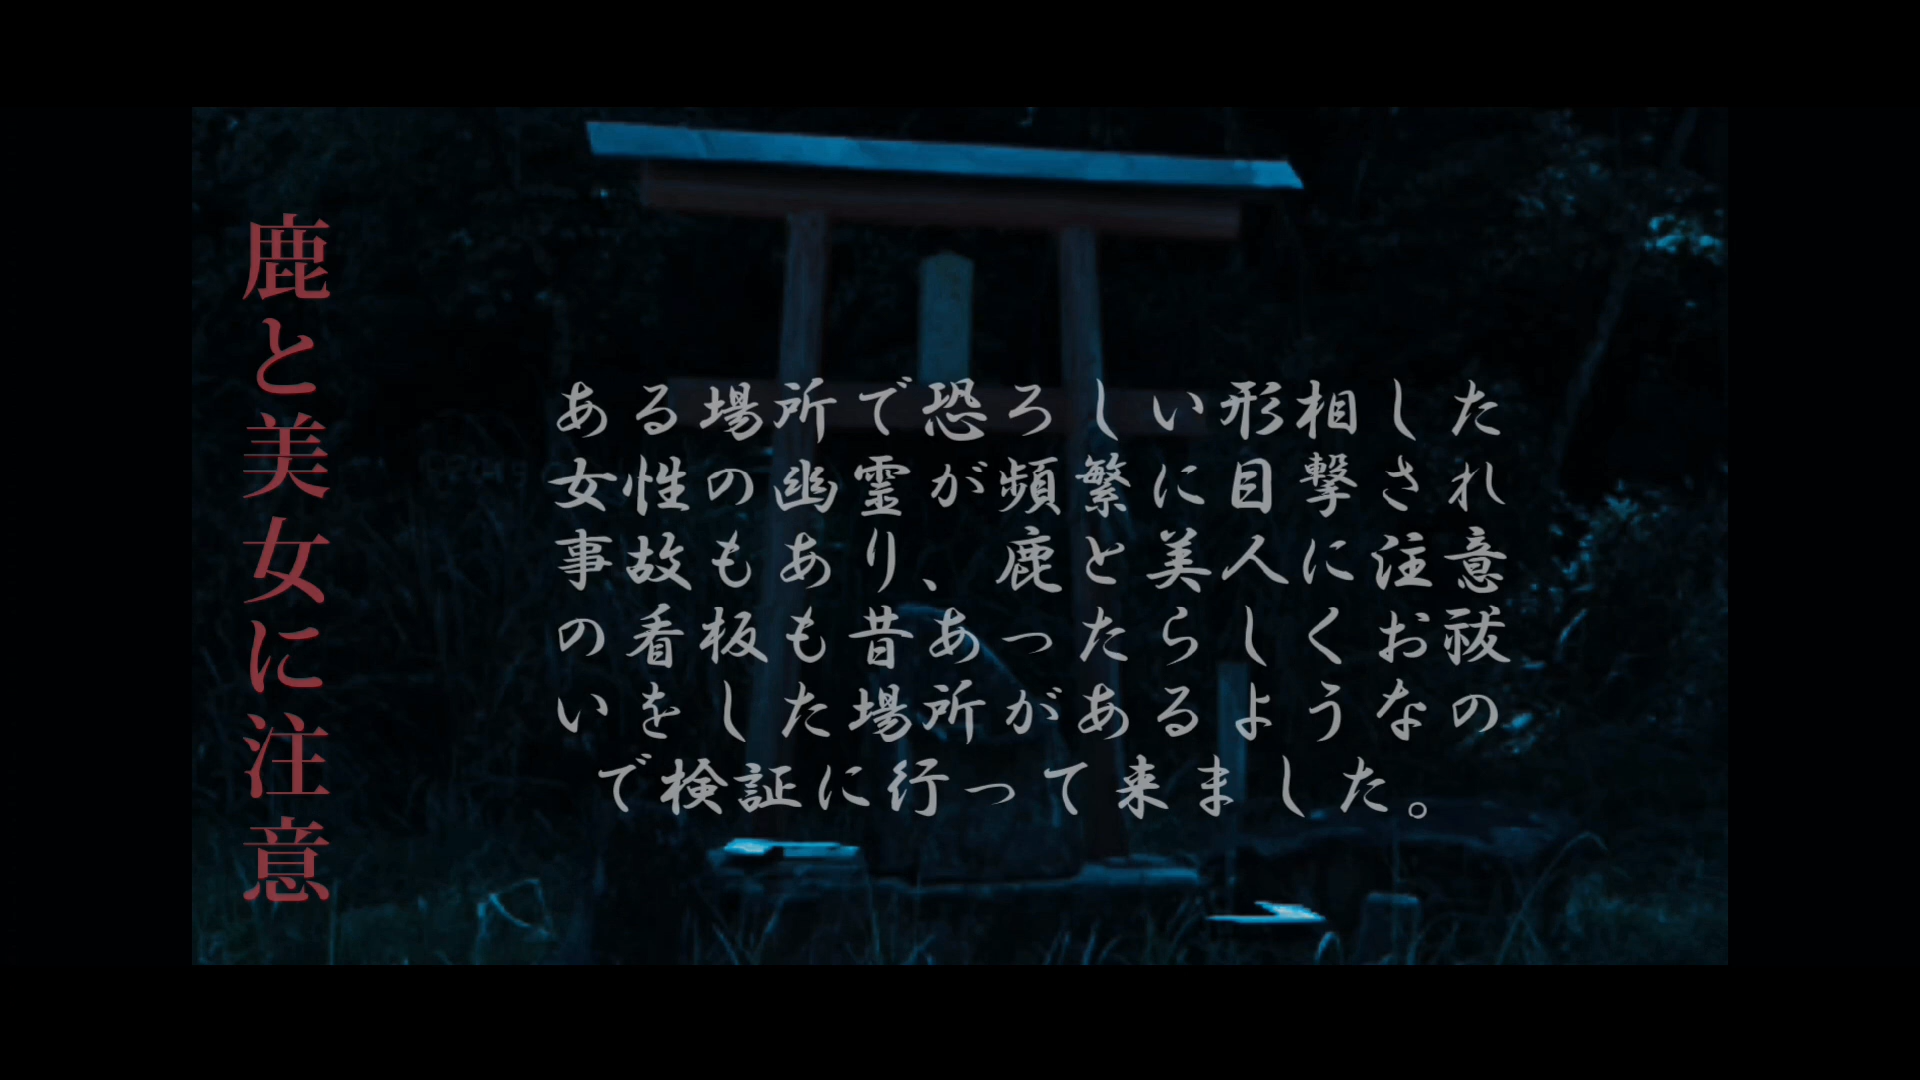 鹿と美女に注意
ある場所で恐ろしい形相した
女性の幽霊が頻繁に目撃され
事故もあり、鹿と美人に注意
の看板も昔あったらしくお祓
いをした場所があるようなの
で検証に行って来ました。